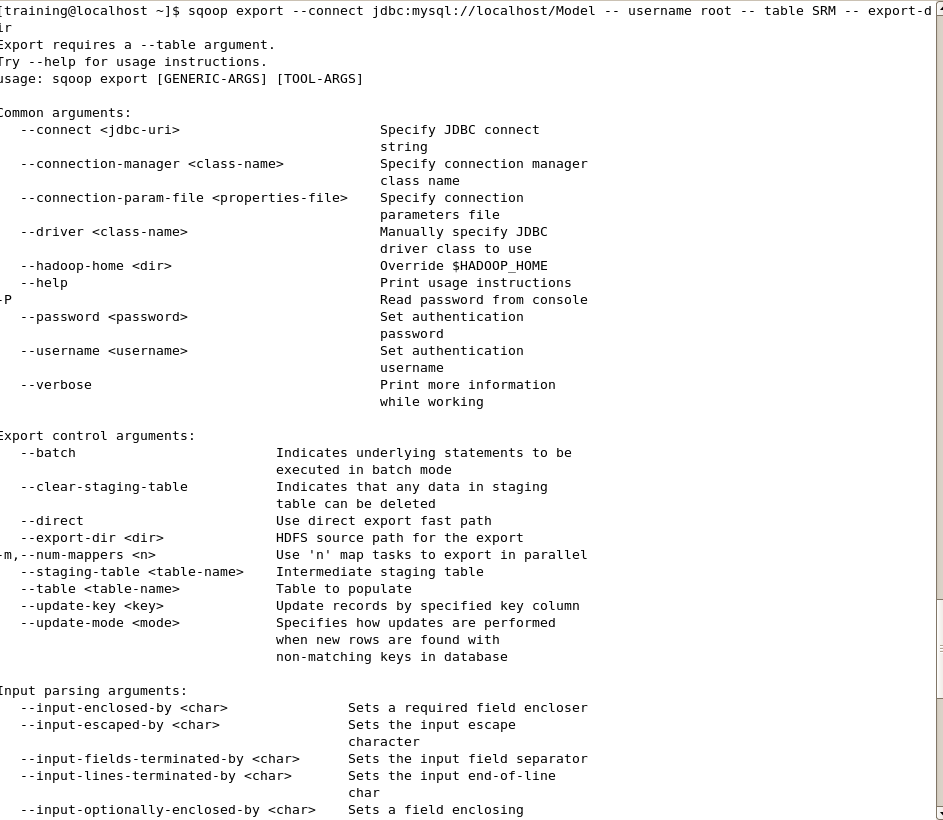 [training@localhost ~]$ sqoop export --connect jdbc:mysql://localhost/Model -- username root -- table SRM -- export-d
ir
Export requires a --table argument.
Try --help for usage instructions.
usage: sqoop export [GENERIC-ARGS] [TOOL-ARGS]
Common arguments:
--connect <jdbc-uri> Specify JDBC connect
string
--connection-manager <class-name> Specify connection manager
class name
--connection-param-file <properties-file> Specify connection
parameters file
--driver <class-name> Manually specify JDBC
driver class to use
--hadoop-home <dir> Override $HADOOP_HOME
--help Print usage instructions
-P Read password from console
--password <password> Set authentication
password
--username <username> Set authentication
username
--verbose Print more information
while working
Export control arguments:
--batch Indicates underlying statements to be
executed in batch mode
--clear-staging-table Indicates that any data in staging
table can be deleted
--direct Use direct export fast path
--export-dir <dir> HDFS source path for the export
-m,--num-mappers <n> Use 'n' map tasks to export in parallel
--staging-table <table-name> Intermediate staging table
--table <table-name> Table to populate
--update-key <key> Update records by specified key column
--update-mode <mode> Specifies how updates are performed
when new rows are found with
non-matching keys in database
Input parsing arguments:
--input-enclosed-by <char> Sets a required field encloser
--input-escaped-by <char> Sets the input escape
character
--input-fields-terminated-by <char> Sets the input field separator
--input-lines-terminated-by <char> Sets the input end-of-line
char
--input-optionally-enclosed-by <char> Sets a field enclosing